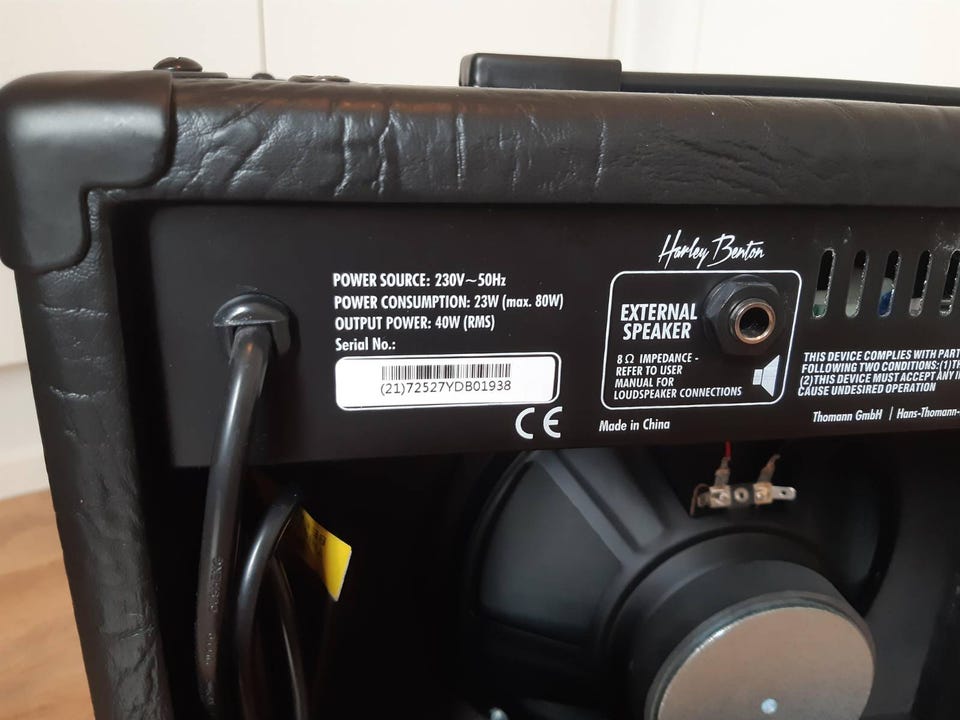 Harley Benton
POWER SOURCE: 230V~50Hz
POWER CONSUMPTION: 23W (max. 80W)
OUTPUT POWER: 40W (RMS)
Serial No.:
(21)72527YDB01938
CE
EXTERNAL
SPEAKER
8 Ω IMPEDANCE -
REFER TO USER
MANUAL FOR
LOUDSPEAKER CONNECTIONS
Made in China
THIS DEVICE COMPLIES WITH PART
FOLLOWING TWO CONDITIONS:(1)TH
(2)THIS DEVICE MUST ACCEPT ANY IN
CAUSE UNDESIRED OPERATION
Thomann GmbH | Hans-Thomann-